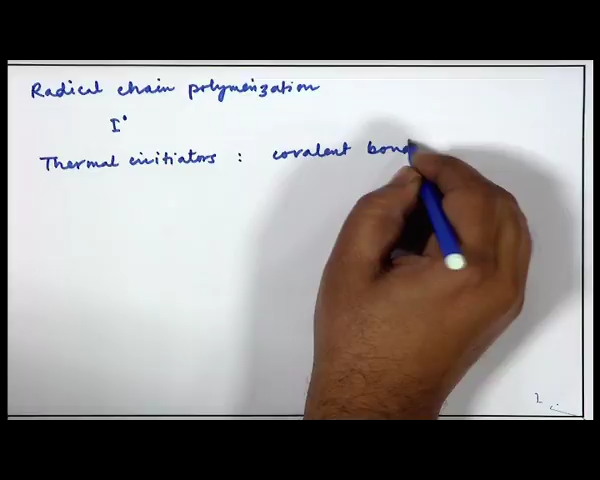 Radical chain polymerization
I•
Thermal initiators : covalent bond